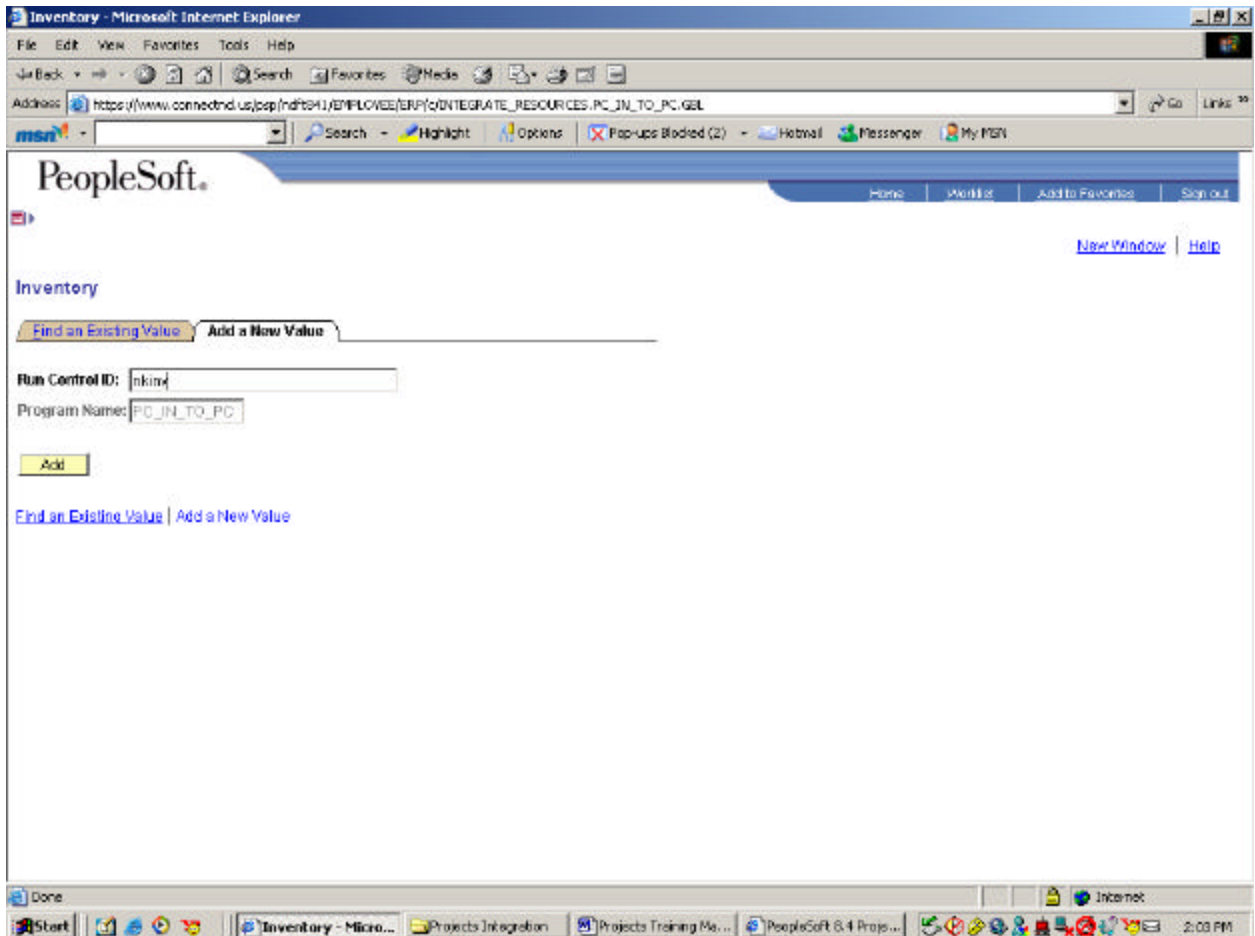 Inventory - Microsoft Internet Explorer
File Edit View Favorites Tools Help
Back Search Favorites Media
Address https://www.connectnd.us/psp/ndfts41/EMPLOYEE/ERP/c/INTEGRATE_RESOURCES.PC_IN_TO_PC.GBL Go Links »
msn Search Highlight Options Pop-ups Blocked (2) Hotmail Messenger My MSN
PeopleSoft.
Home Worklist Add to Favorites Sign out
New Window Help
Inventory
Find an Existing Value Add a New Value
Run Control ID: nkinv
Program Name: PC_IN_TO_PC
Add
Find an Existing Value Add a New Value
Done Internet
Start Inventory - Micro... Projects Integration Projects Training Ma... PeopleSoft 8.4 Proje... 2:03 PM